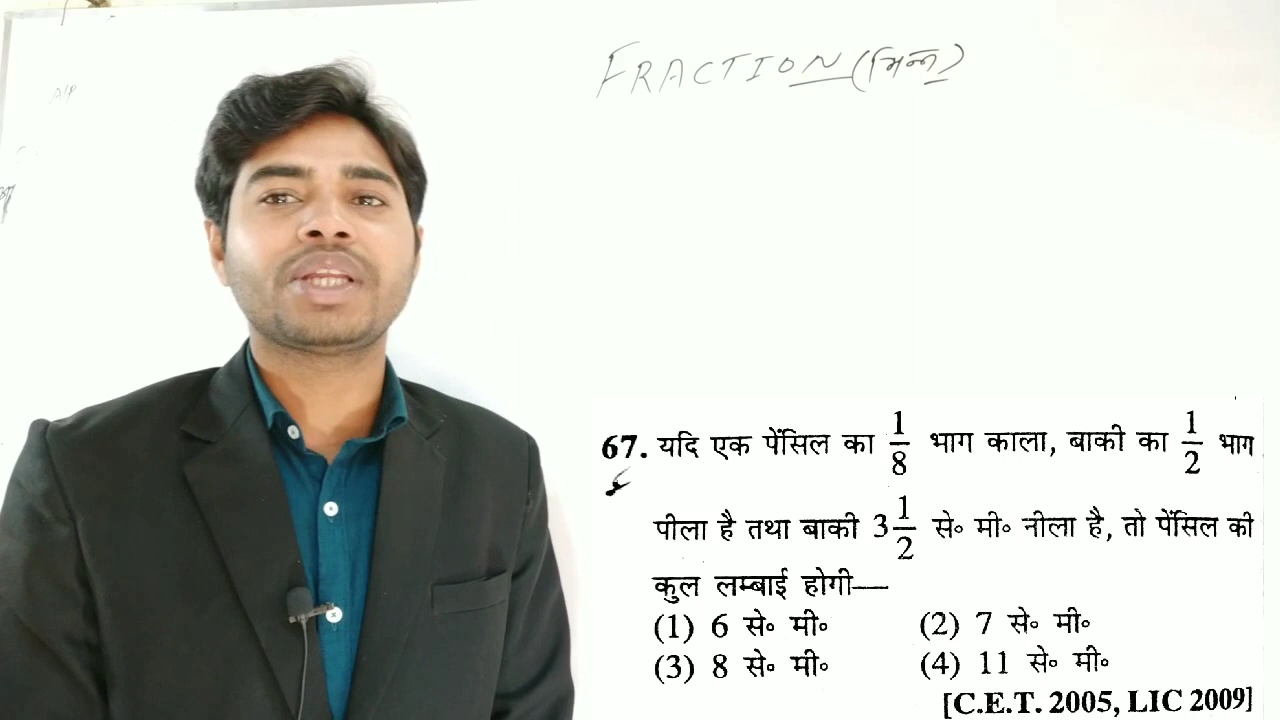 FRACTION (भिन्न)
A/P
67. यदि एक पेंसिल का 1/8 भाग काला, बाकी का 1/2 भाग
पीला है तथा बाकी 3 1/2 से॰ मी॰ नीला है, तो पेंसिल की
कुल लम्बाई होगी—
(1) 6 से॰ मी॰ (2) 7 से॰ मी॰
(3) 8 से॰ मी॰ (4) 11 से॰ मी॰
[C.E.T. 2005, LIC 2009]